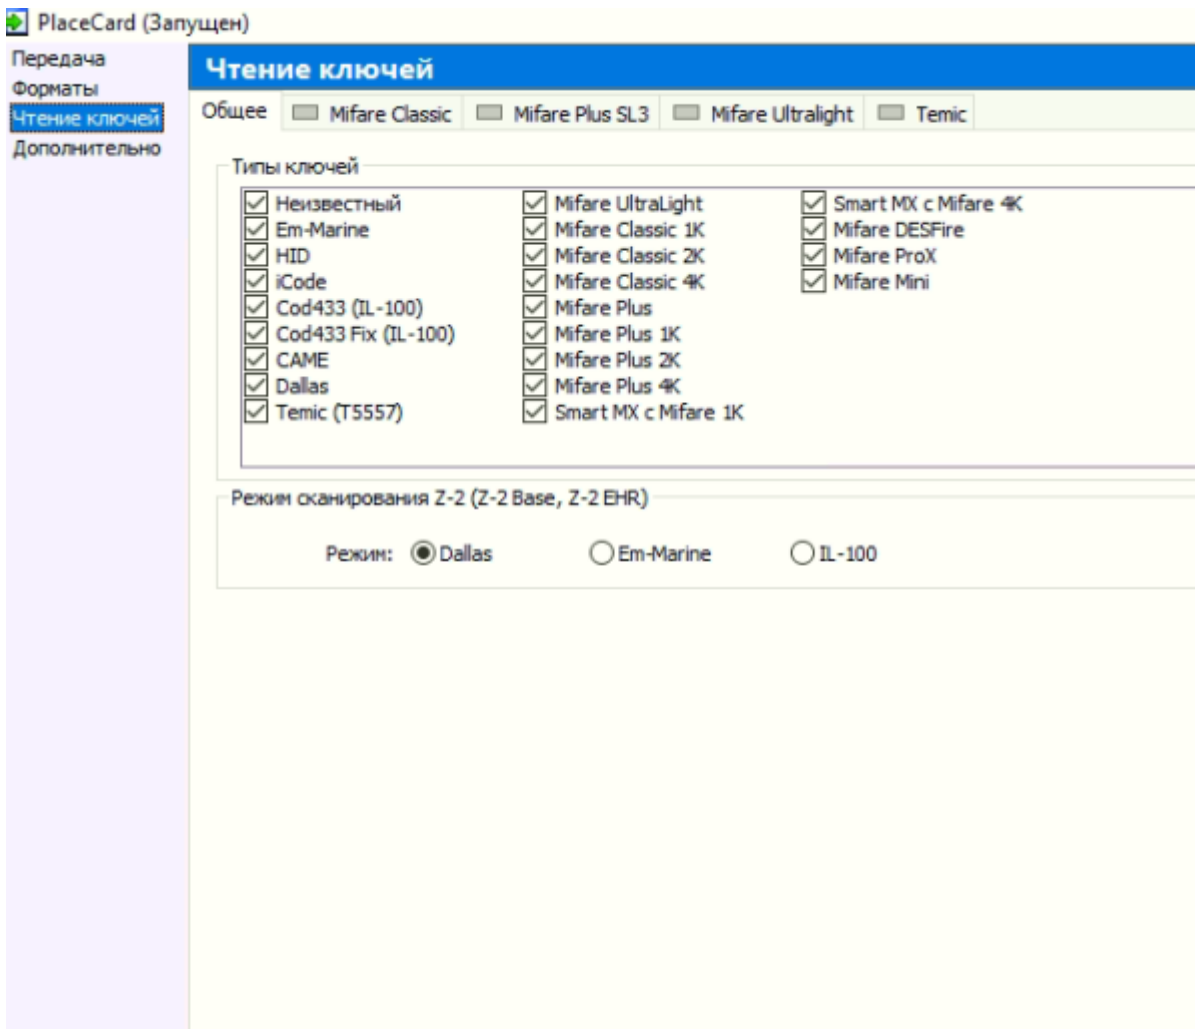 PlaceCard (Запущен)
Передача
Форматы
Чтение ключей
Дополнительно
Чтение ключей
Общее Mifare Classic Mifare Plus SL3 Mifare Ultralight Temic
Типы ключей
Неизвестный Mifare UltraLight Smart MX с Mifare 4K
Em-Marine Mifare Classic 1K Mifare DESFire
HID Mifare Classic 2K Mifare ProX
iCode Mifare Classic 4K Mifare Mini
Cod433 (IL-100) Mifare Plus
Cod433 Fix (IL-100) Mifare Plus 1K
CAME Mifare Plus 2K
Dallas Mifare Plus 4K
Temic (T5557) Smart MX с Mifare 1K
Режим сканирования Z-2 (Z-2 Base, Z-2 EHR)
Режим: Dallas Em-Marine IL-100